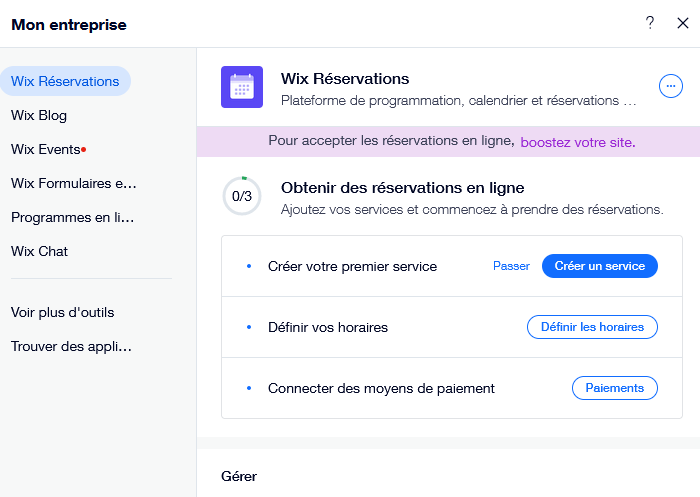 Mon entreprise
?
Wix Réservations
Wix Blog
Wix Events
Wix Formulaires e...
Programmes en li...
Wix Chat
Voir plus d'outils
Trouver des appli...
Wix Réservations
Plateforme de programmation, calendrier et réservations ...
Pour accepter les réservations en ligne, boostez votre site.
0/3
Obtenir des réservations en ligne
Ajoutez vos services et commencez à prendre des réservations.
Créer votre premier service Passer Créer un service
Définir vos horaires Définir les horaires
Connecter des moyens de paiement Paiements
Gérer